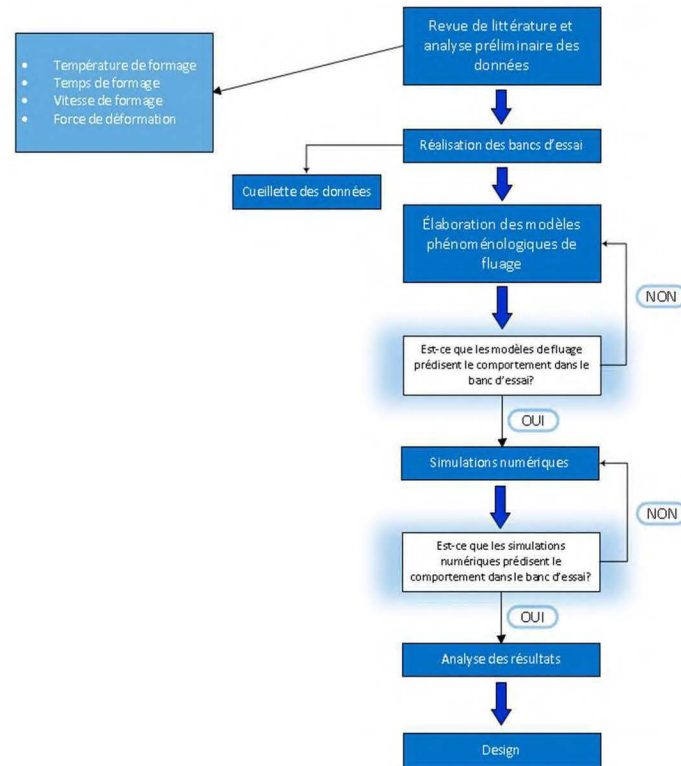 Revue de littérature et
analyse préliminaire des
données
• Température de formage
• Temps de formage
• Vitesse de formage
• Force de déformation
Réalisation des bancs d'essai
Cueillette des données
Élaboration des modèles
phénoménologiques de
fluage
NON
Est-ce que les modèles de fluage
prédisent le comportement dans le
banc d'essai?
OUI
Simulations numériques
NON
Est-ce que les simulations
numériques prédisent le
comportement dans le banc d'essai?
OUI
Analyse des résultats
Design